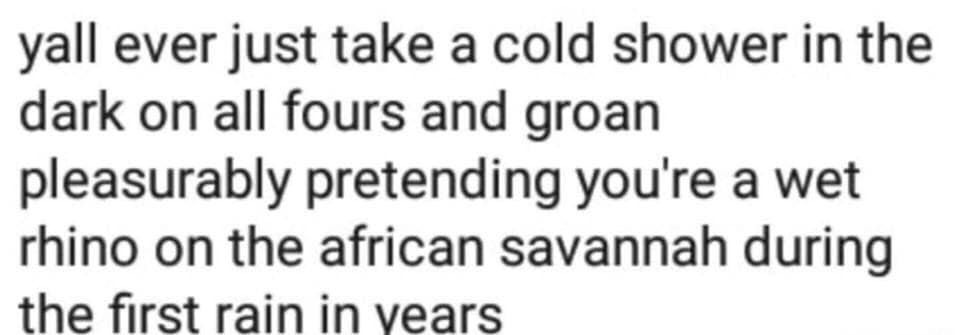 yall ever just take a cold shower in the
dark on all fours and groan
pleasurably pretending you're a wet
rhino on the african savannah during
the first rain in years